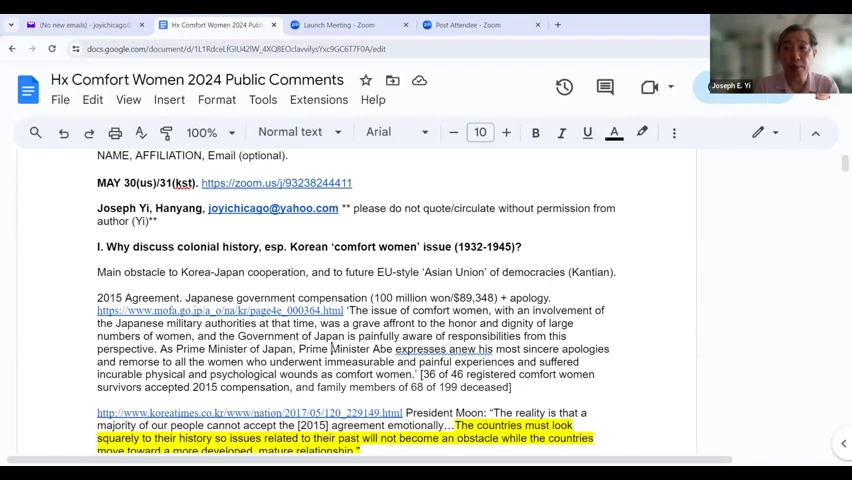 (No new emails) - joyichicago@
Hx Comfort Women 2024 Public
Launch Meeting - Zoom
Post Attendee - Zoom
Hx Comfort Women 2024 Public Comments
File Edit View Insert Format Tools Extensions Help
100% Normal text Arial 10 B I U A
NAME, AFFILIATION, Email (optional).
MAY 30(us)/31(kst). https://zoom.us/j/93238244411
Joseph Yi, Hanyang, joyichicago@yahoo.com ** please do not quote/circulate without permission from
author (Yi)**
I. Why discuss colonial history, esp. Korean ‘comfort women’ issue (1932-1945)?
Main obstacle to Korea-Japan cooperation, and to future EU-style ‘Asian Union’ of democracies (Kantian).
2015 Agreement. Japanese government compensation (100 million won/$89,348) + apology.
https://www.mofa.go.jp/a_o/na/kr/page4e_000364.html ‘The issue of comfort women, with an involvement of
the Japanese military authorities at that time, was a grave affront to the honor and dignity of large
numbers of women, and the Government of Japan is painfully aware of responsibilities from this
perspective. As Prime Minister of Japan, Prime Minister Abe expresses anew his most sincere apologies
and remorse to all the women who underwent immeasurable and painful experiences and suffered
incurable physical and psychological wounds as comfort women.’ [36 of 46 registered comfort women
survivors accepted 2015 compensation, and family members of 68 of 199 deceased]
http://www.koreatimes.co.kr/www/nation/2017/05/120_229149.html President Moon: “The reality is that a
majority of our people cannot accept the [2015] agreement emotionally…The countries must look
squarely to their history so issues related to their past will not become an obstacle while the countries
move toward a more developed, mature relationship.”
Joseph E. Yi